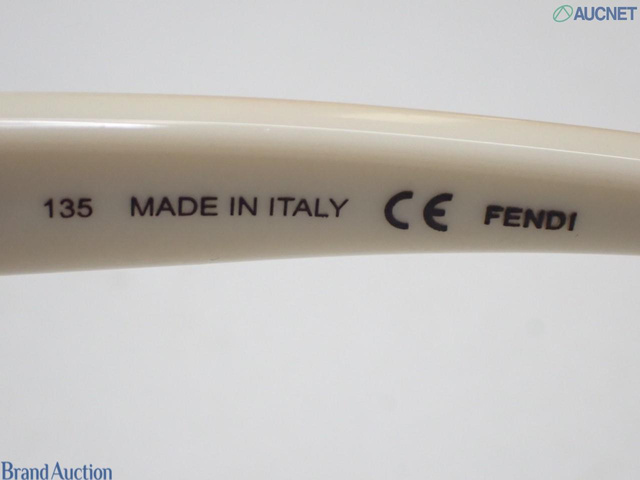 AUCNET
135 MADE IN ITALY CE FENDI
Brand Auction